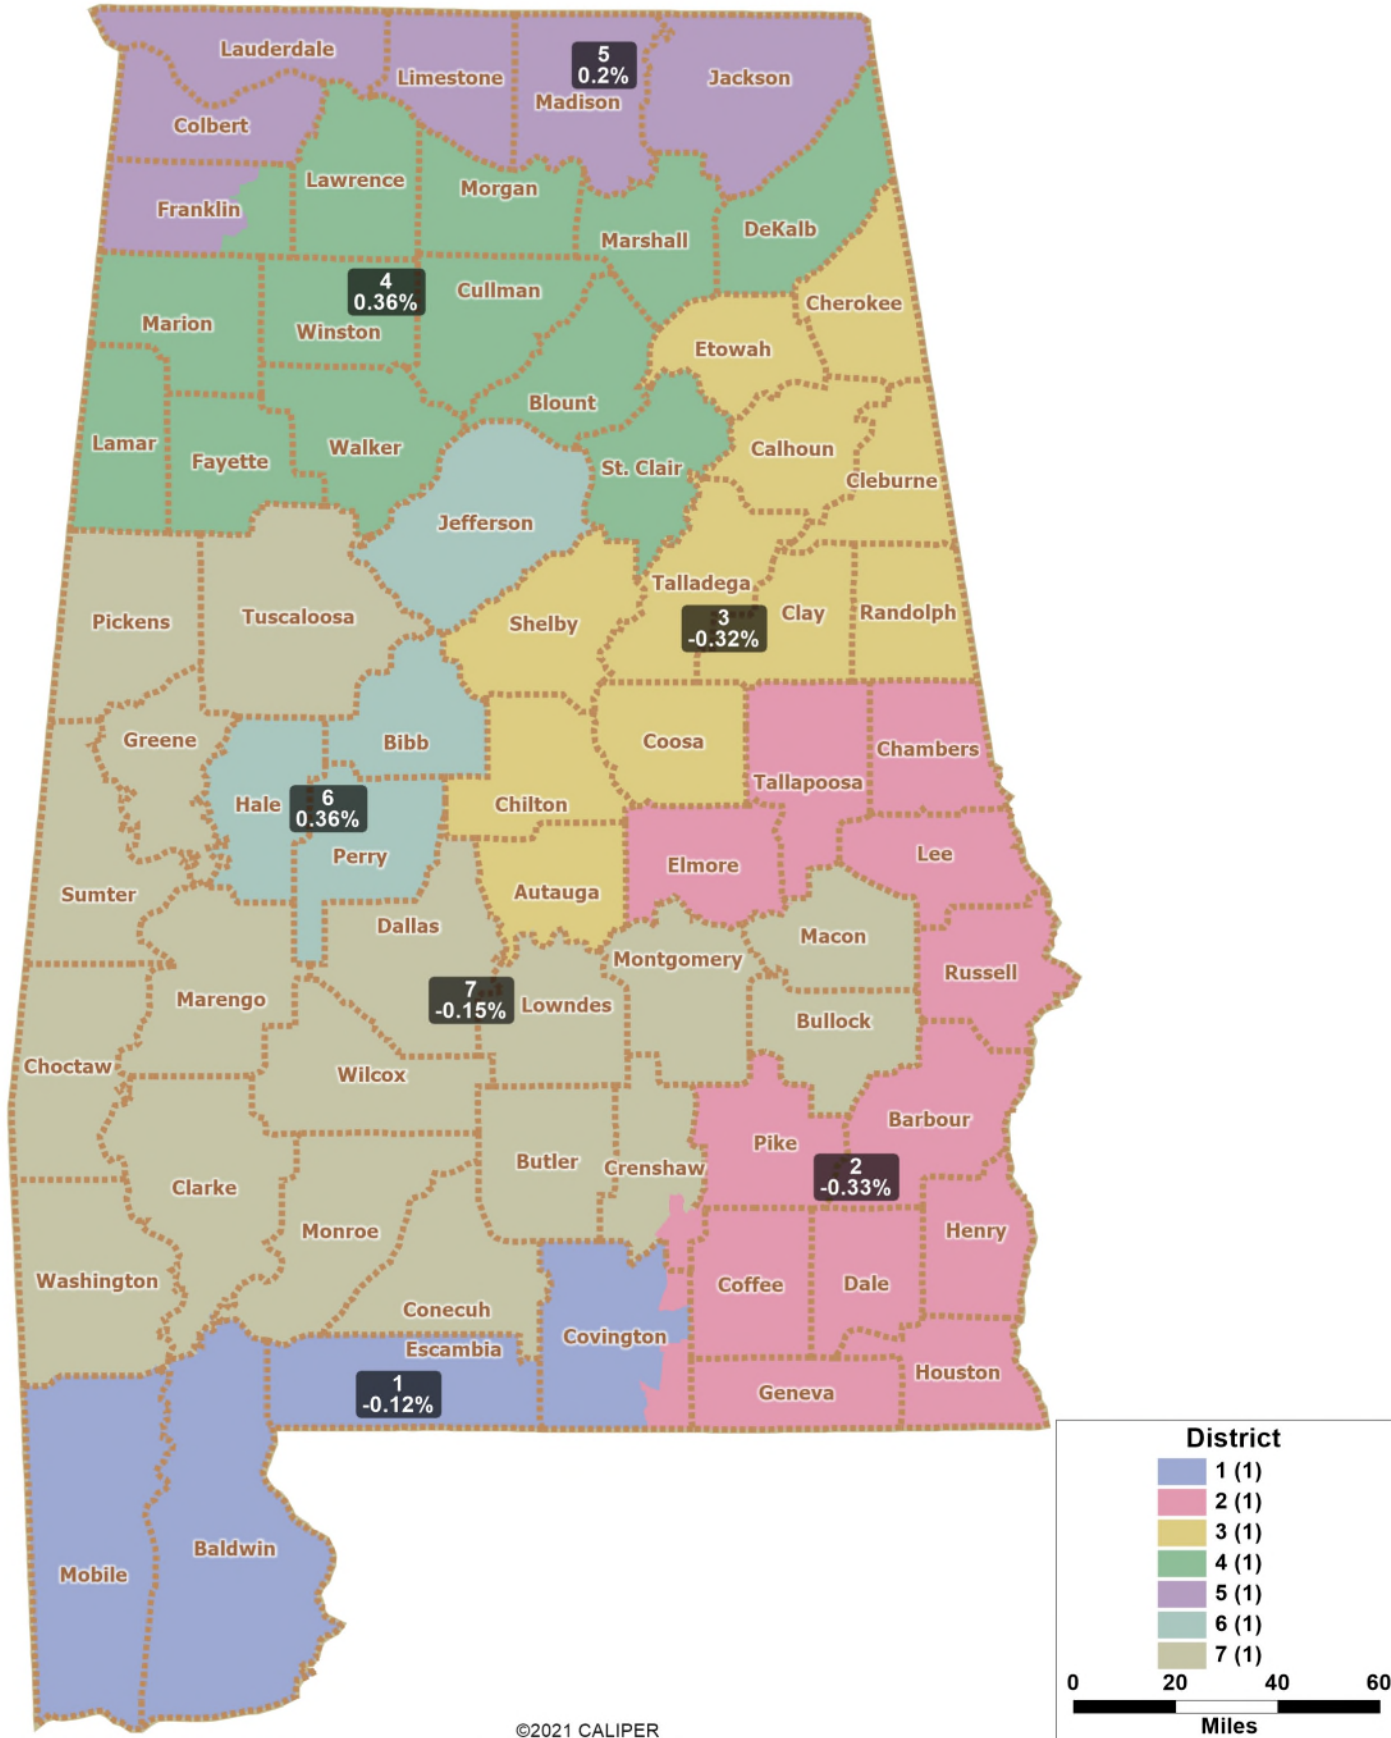 Lauderdale
Limestone
Madison
5
0.2%
Jackson
Colbert
Franklin
Lawrence
Morgan
Marshall
DeKalb
4
0.36%
Cullman
Cherokee
Marion
Winston
Etowah
Blount
Lamar
Fayette
Walker
St. Clair
Calhoun
Cleburne
Jefferson
Talladega
3
-0.32%
Clay
Randolph
Pickens
Tuscaloosa
Shelby
Greene
Bibb
Coosa
Chambers
Tallapoosa
Hale
6
0.36%
Chilton
Perry
Elmore
Lee
Sumter
Autauga
Dallas
Macon
Montgomery
Russell
Marengo
7
-0.15%
Lowndes
Bullock
Choctaw
Wilcox
Barbour
Pike
Butler
Crenshaw
2
-0.33%
Clarke
Monroe
Henry
Washington
Coffee
Dale
Conecuh
Covington
Escambia
Houston
1
-0.12%
Geneva
Baldwin
Mobile
District
1 (1)
2 (1)
3 (1)
4 (1)
5 (1)
6 (1)
7 (1)
0 20 40 60
Miles
©2021 CALIPER